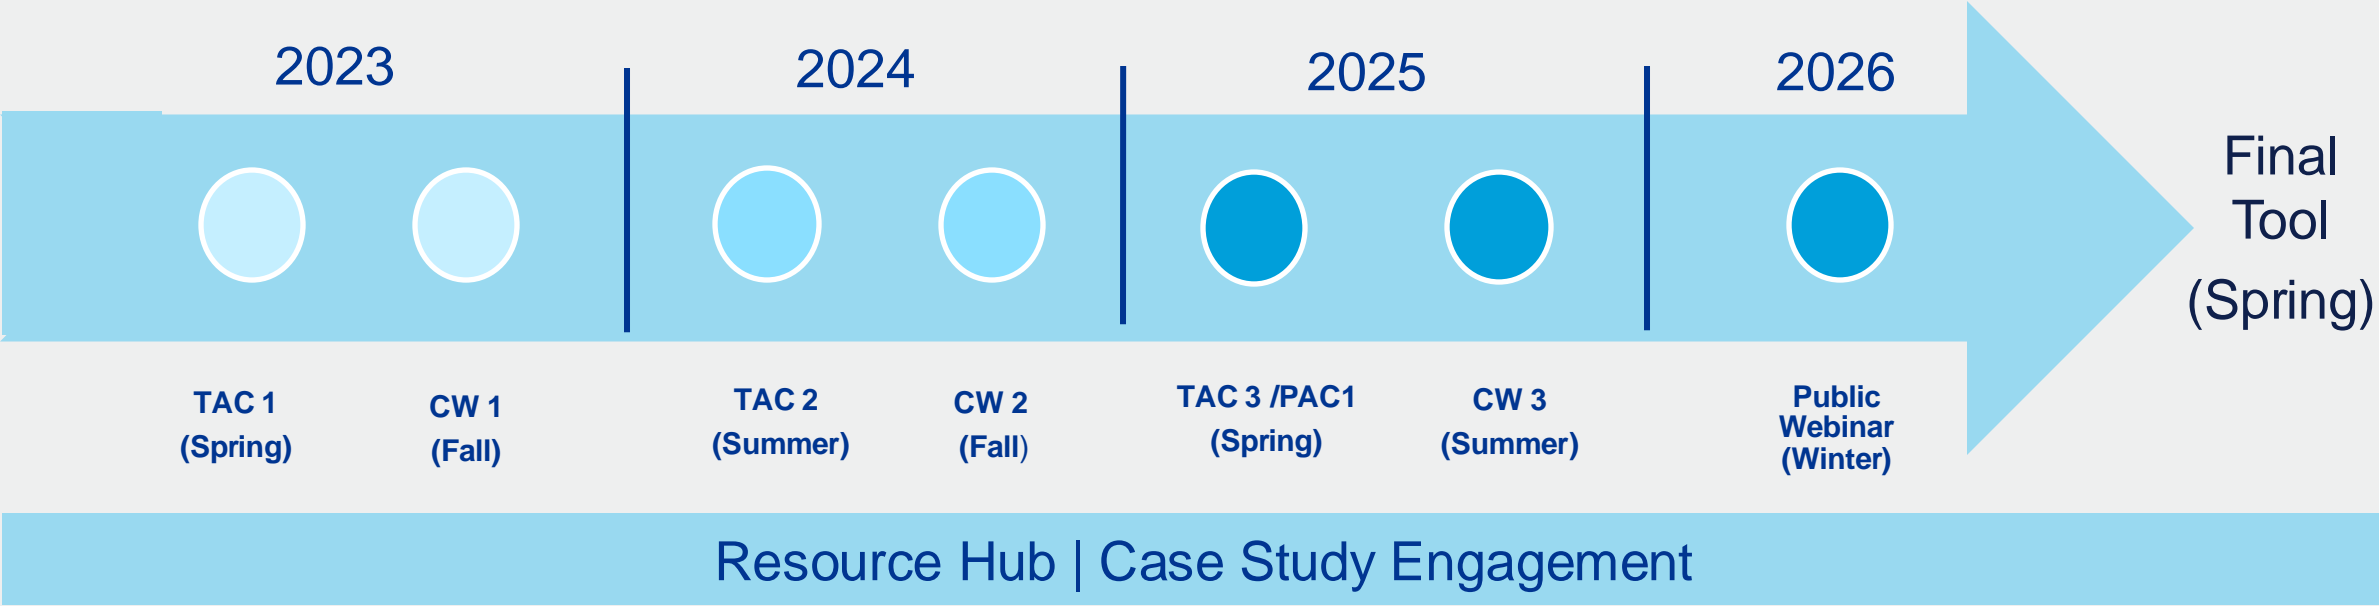 2023
2024
2025
2026
Final
Tool
(Spring)
TAC 1
(Spring)
CW 1
(Fall)
TAC 2
(Summer)
CW 2
(Fall)
TAC 3 /PAC1
(Spring)
CW 3
(Summer)
Public
Webinar
(Winter)
Resource Hub | Case Study Engagement